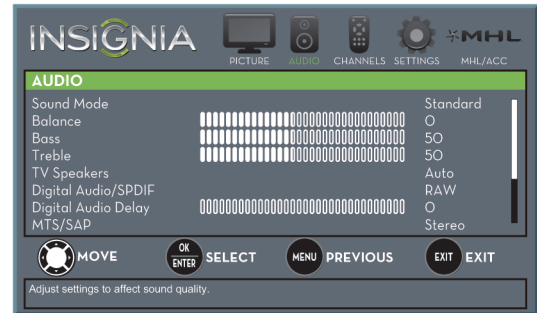 INSIGNIA
PICTURE AUDIO CHANNELS SETTINGS MHL MHL/ACC
AUDIO
Sound Mode Standard
Balance 0
Bass 50
Treble 50
TV Speakers Auto
Digital Audio/SPDIF RAW
Digital Audio Delay 0
MTS/SAP Stereo
MOVE OK ENTER SELECT MENU PREVIOUS EXIT EXIT
Adjust settings to affect sound quality.